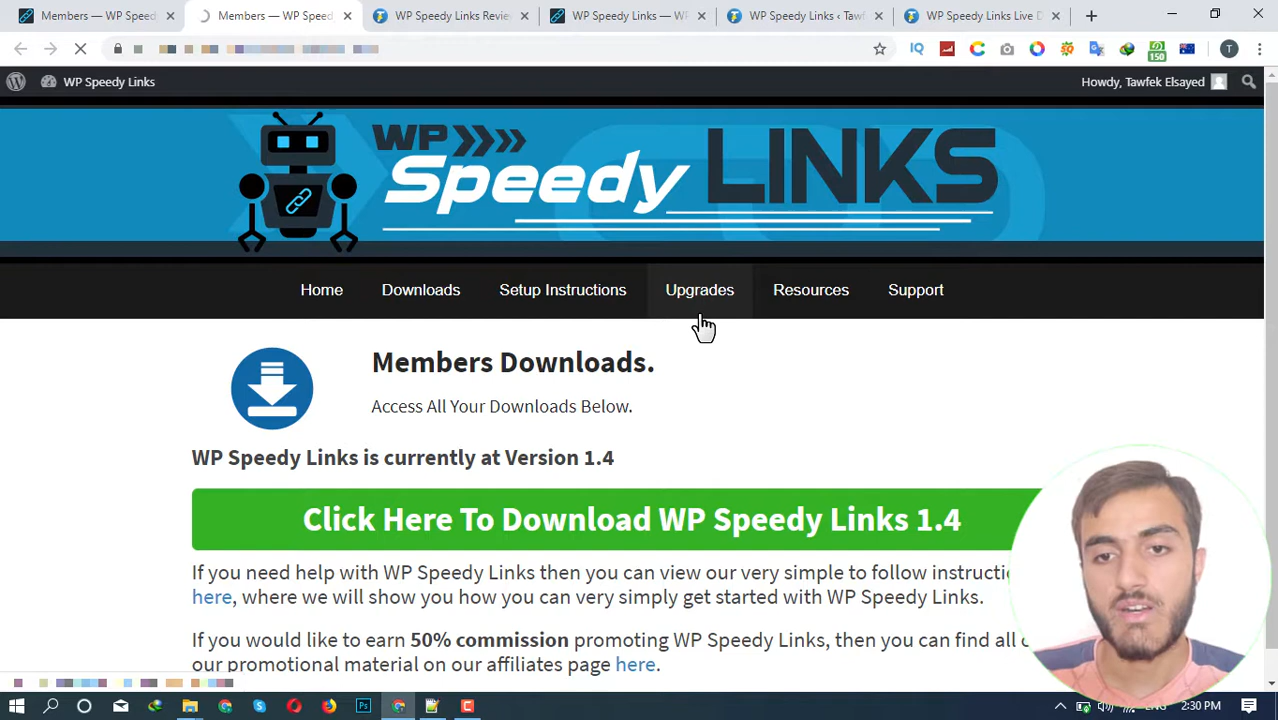 Members — WP Speed
Members — WP Speed
WP Speedy Links Revie
WP Speedy Links — W
WP Speedy Links ‹ Tawf
WP Speedy Links Live D
IQ
150
T
WP Speedy Links
Howdy, Tawfek Elsayed
WP
Speedy LINKS
Home
Downloads
Setup Instructions
Upgrades
Resources
Support
Members Downloads.
Access All Your Downloads Below.
WP Speedy Links is currently at Version 1.4
Click Here To Download WP Speedy Links 1.4
If you need help with WP Speedy Links then you can view our very simple to follow instructi
here, where we will show you how you can very simply get started with WP Speedy Links.
If you would like to earn 50% commission promoting WP Speedy Links, then you can find all o
our promotional material on our affiliates page here.
Ps
ENG
2:30 PM